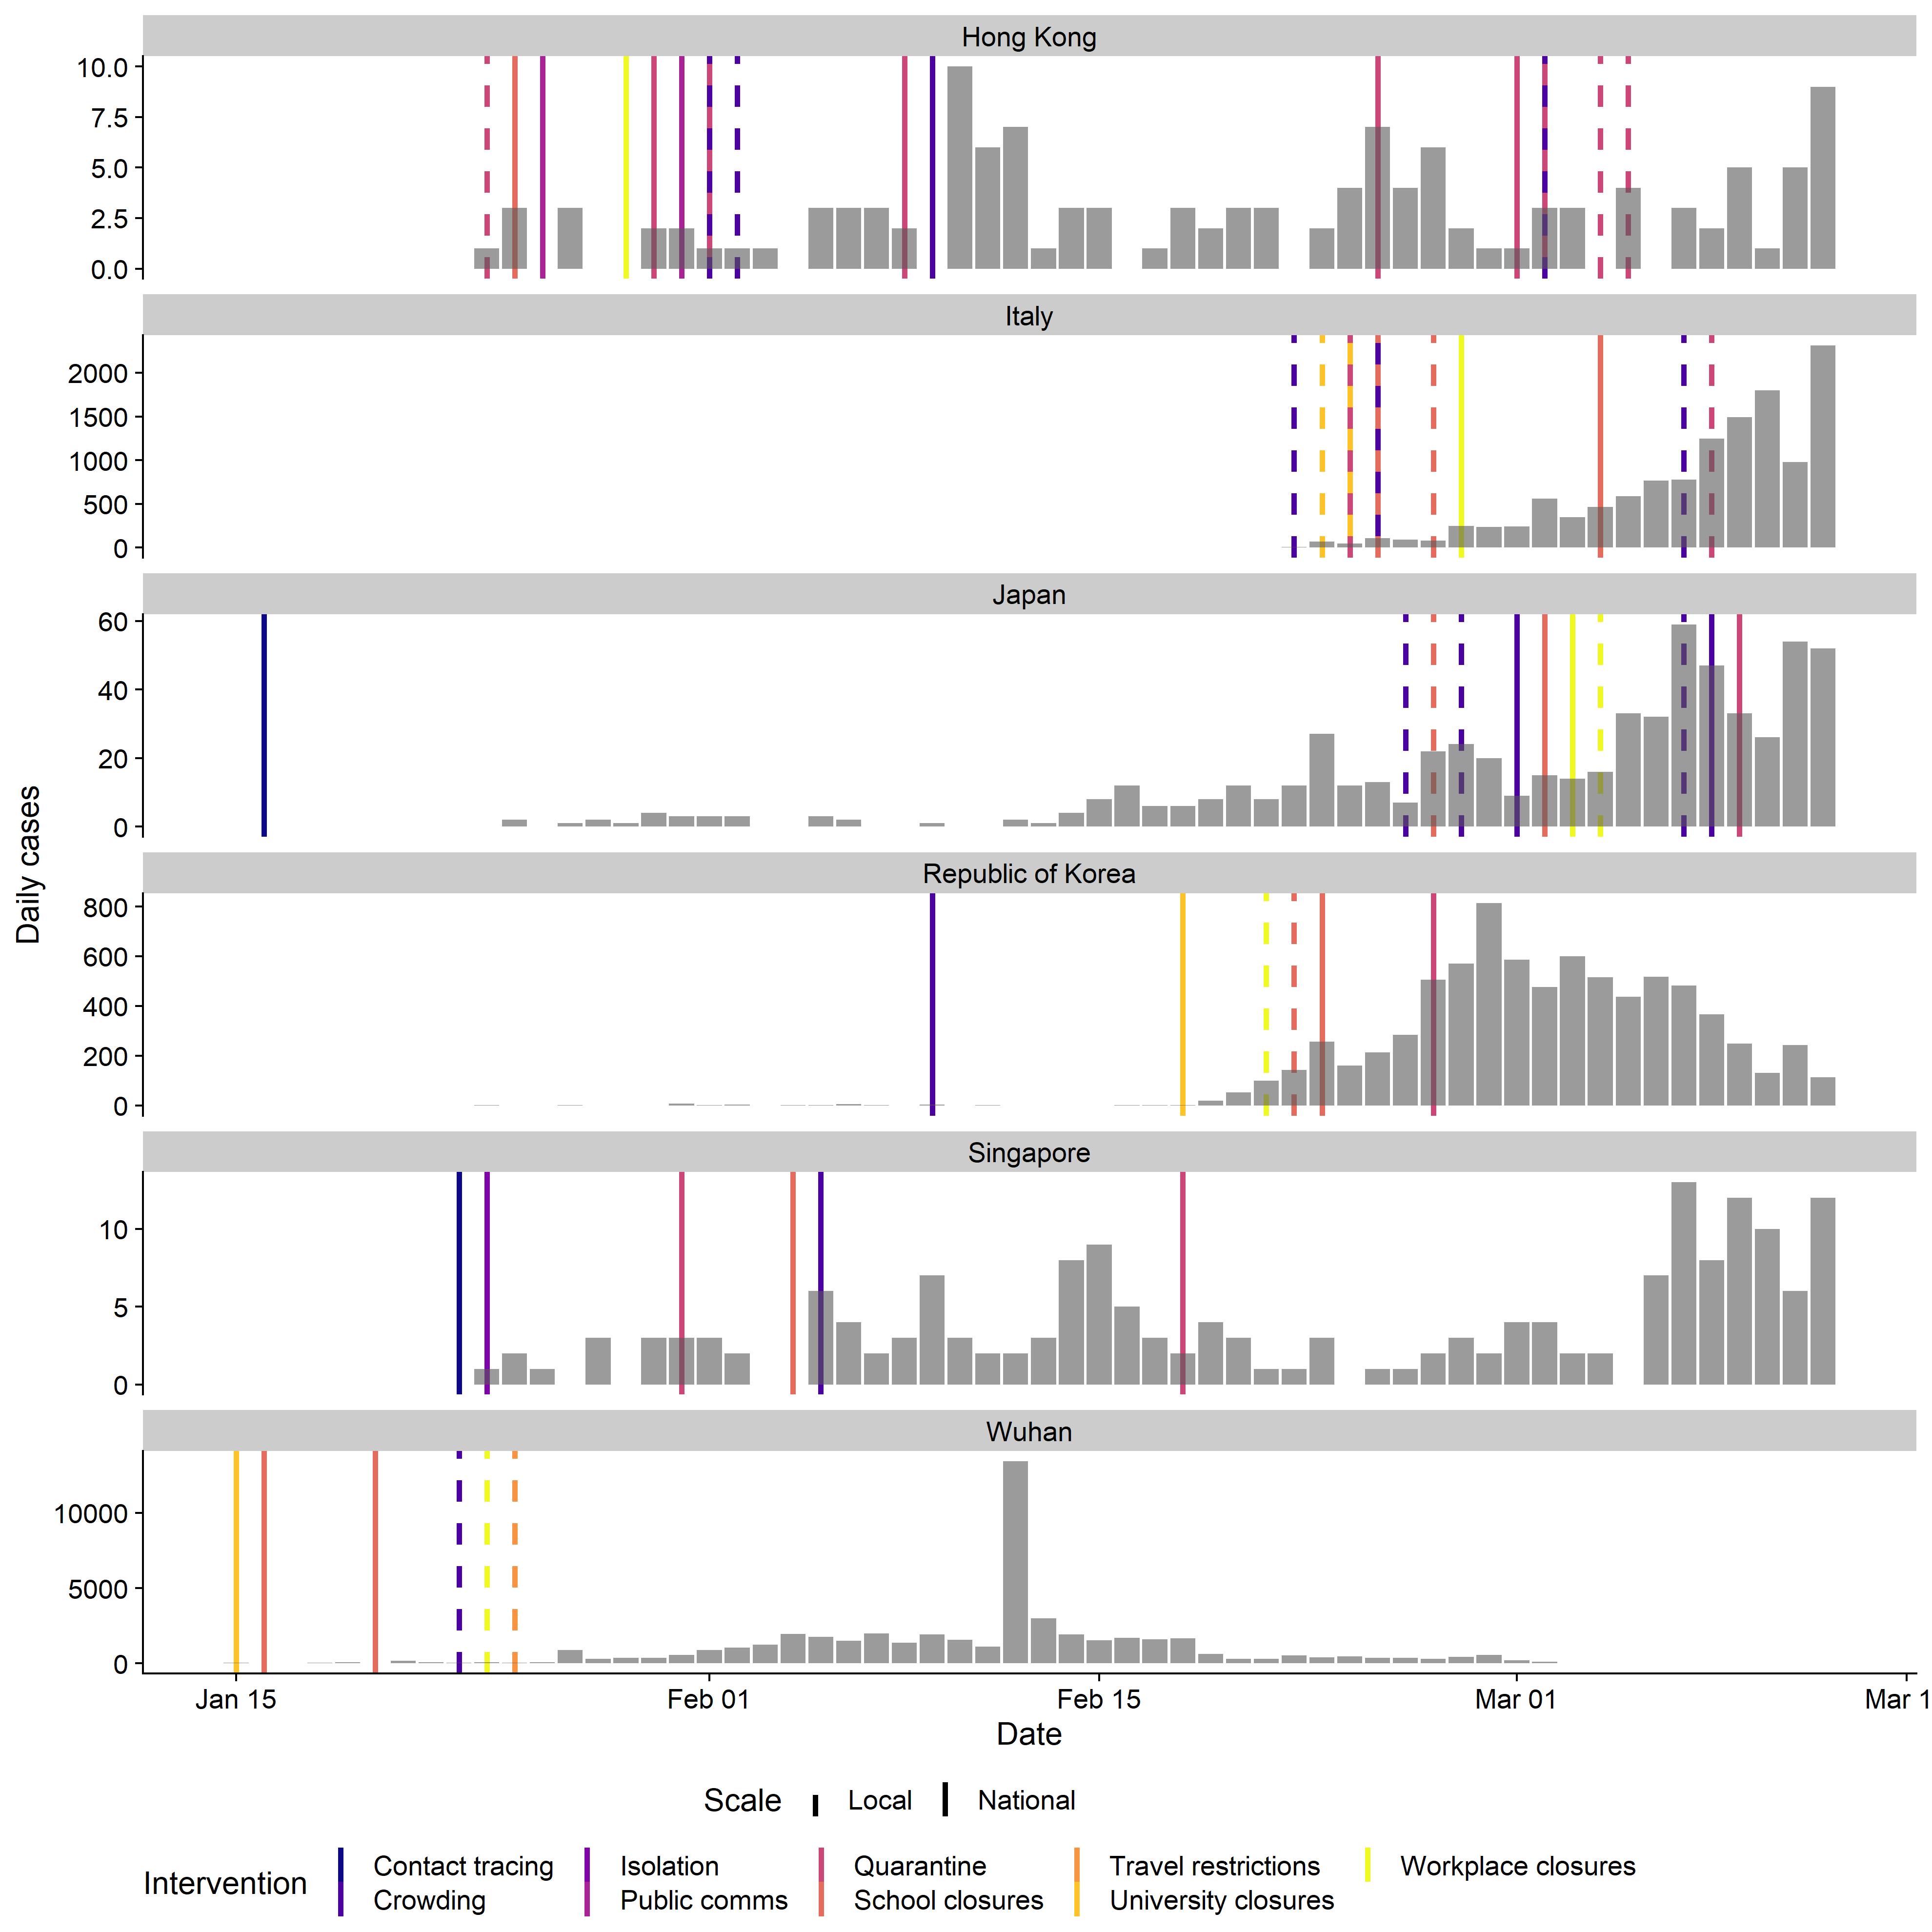 Hong Kong
10.0
7.5
5.0
2.5
0.0
Italy
2000
1500
1000
500
0
Japan
60
40
20
0
Daily cases
Republic of Korea
800
600
400
200
0
Singapore
10
5
0
Wuhan
10000
5000
0
Jan 15 Feb 01 Feb 15 Mar 01 Mar 1
Date
Scale Local National
Intervention
Contact tracing Isolation Quarantine Travel restrictions Workplace closures
Crowding Public comms School closures University closures